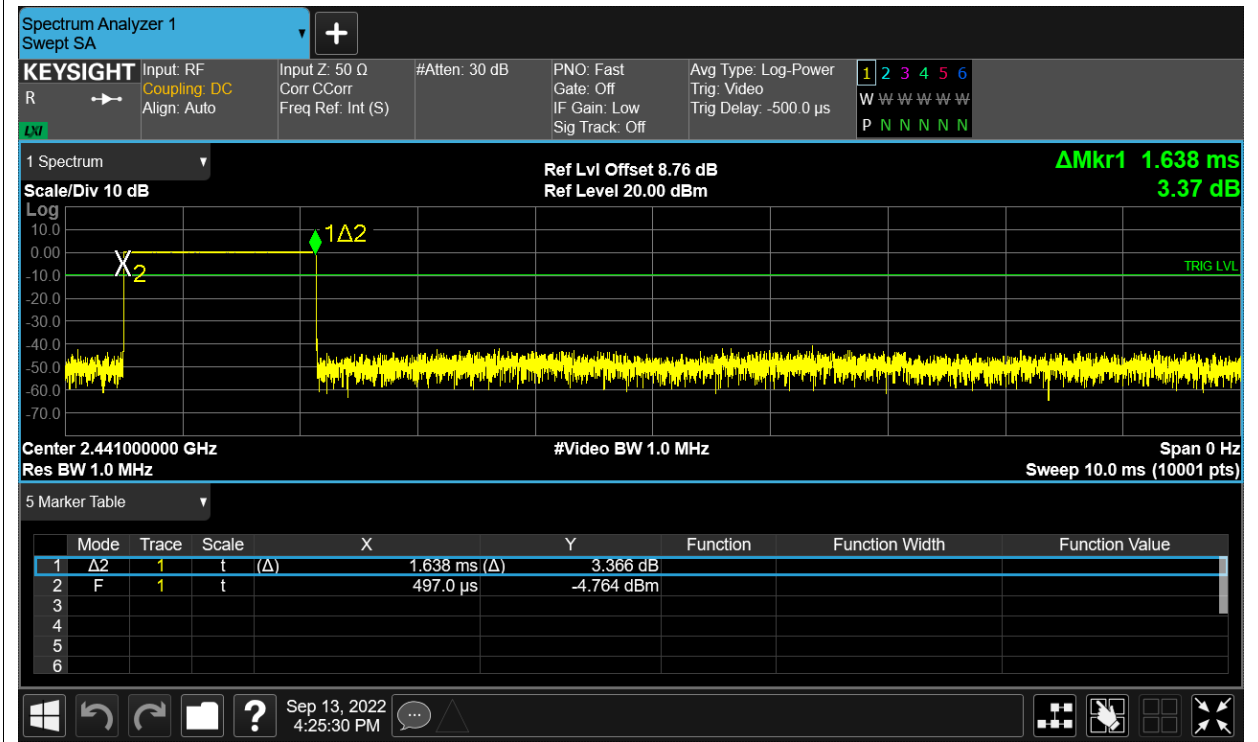 Spectrum Analyzer 1
Swept SA
+
KEYSIGHT
R
LXI
Input: RF
Coupling: DC
Align: Auto
Input Z: 50 Ω
Corr CCorr
Freq Ref: Int (S)
#Atten: 30 dB
PNO: Fast
Gate: Off
IF Gain: Low
Sig Track: Off
Avg Type: Log-Power
Trig: Video
Trig Delay: -500.0 µs
1 2 3 4 5 6
W W W W W W
P N N N N N
1 Spectrum
Scale/Div 10 dB
Ref Lvl Offset 8.76 dB
Ref Level 20.00 dBm
ΔMkr1 1.638 ms
3.37 dB
Log
10.0
0.00
-10.0
-20.0
-30.0
-40.0
-50.0
-60.0
-70.0
1Δ2
X2
TRIG LVL
Center 2.441000000 GHz
#Video BW 1.0 MHz
Span 0 Hz
Res BW 1.0 MHz
Sweep 10.0 ms (10001 pts)
5 Marker Table
Mode Trace Scale X Y Function Function Width Function Value
1 Δ2 1 t (Δ) 1.638 ms (Δ) 3.366 dB
2 F 1 t 497.0 µs -4.764 dBm
3
4
5
6
?
Sep 13, 2022
4:25:30 PM